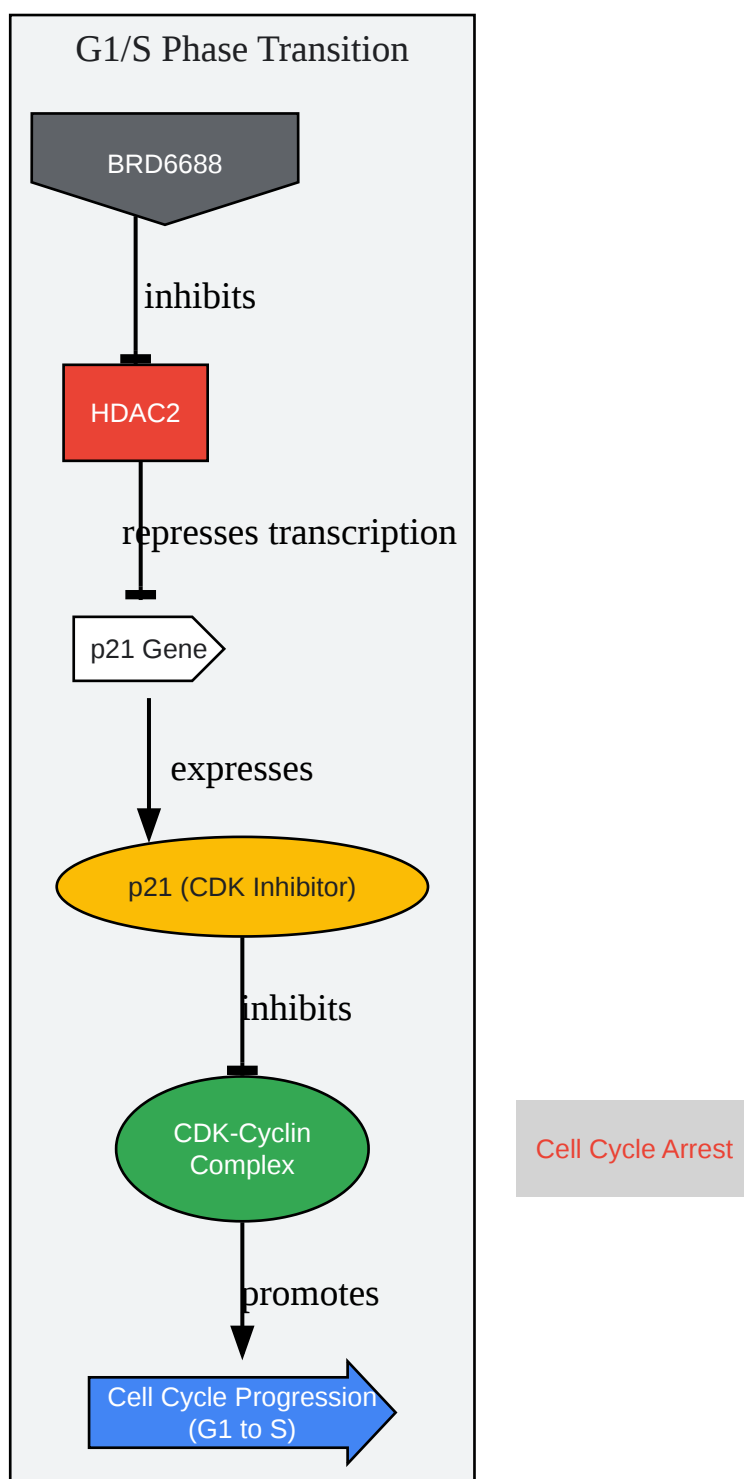 G1/S Phase Transition
BRD6688
inhibits
HDAC2
represses transcription
p21 Gene
expresses
p21 (CDK Inhibitor)
inhibits
CDK-Cyclin
Complex
Cell Cycle Arrest
promotes
Cell Cycle Progression
(G1 to S)